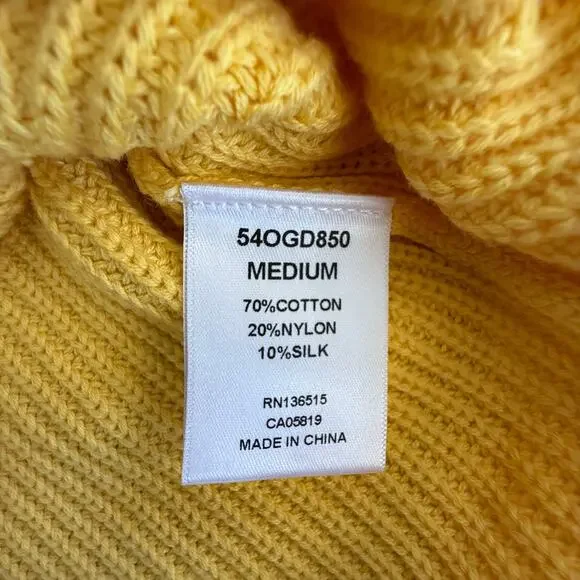 54OGD850
MEDIUM
70%COTTON
20%NYLON
10%SILK
RN136515
CA05819
MADE IN CHINA